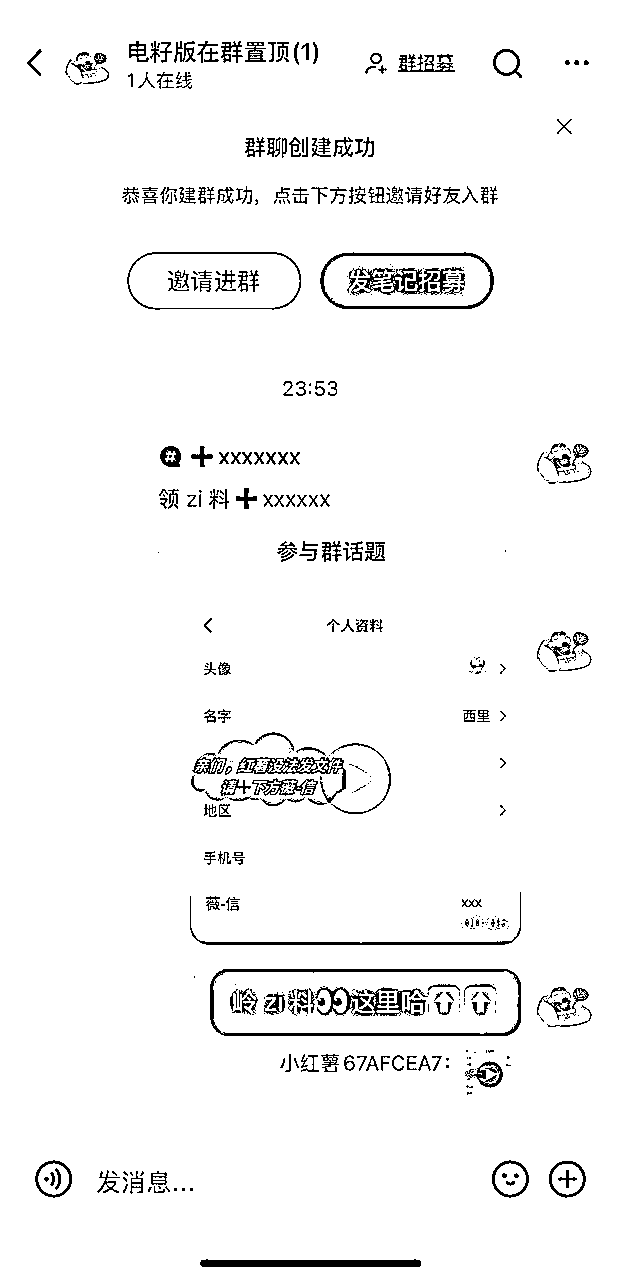 电籽版在群置顶(1)
1人在线
群招募
群聊创建成功
恭喜你建群成功，点击下方按钮邀请好友入群
邀请进群
发笔记招募
23:53
# ➕xxxxxxx
领 zi 料➕xxxxxx
参与群话题
个人资料
头像
名字
西里
亲们，红薯没法发文件
请十下方薇-信
地区
手机号
薇-信
xxx
岭 zi 料👀这里哈⬆️⬆️
小红薯67AFCEA7：
发消息...